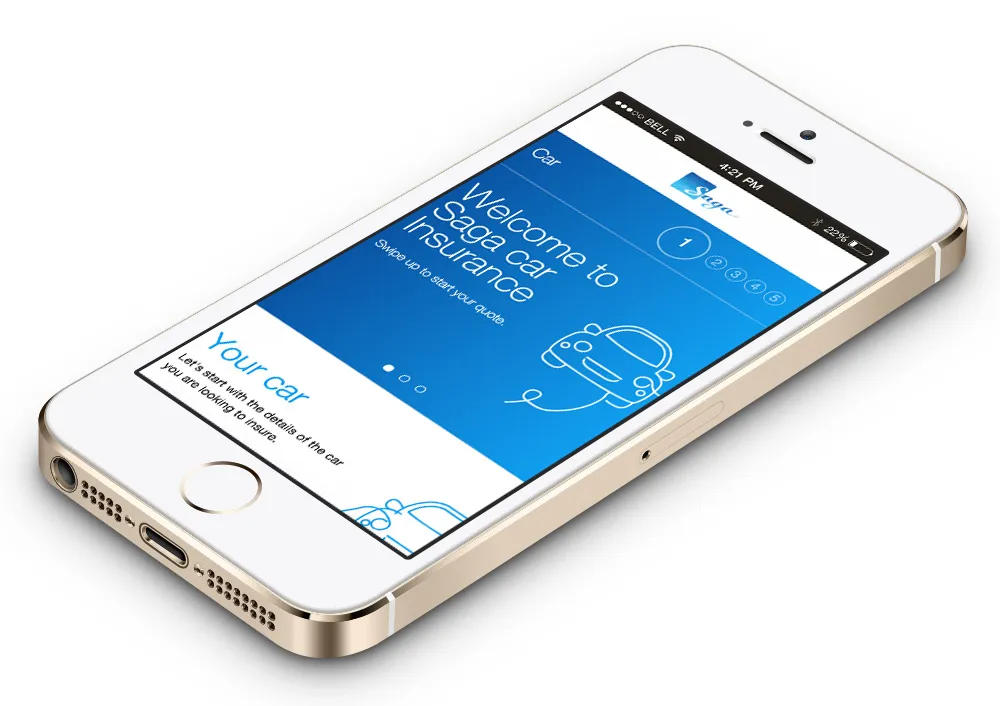 BELL
4:21 PM
22%
Saga
Car
1 2 3 4 5
Welcome to
Saga car
Insurance
Swipe up to start your quote.
Your car
Let's start with the details of the car
you are looking to insure.